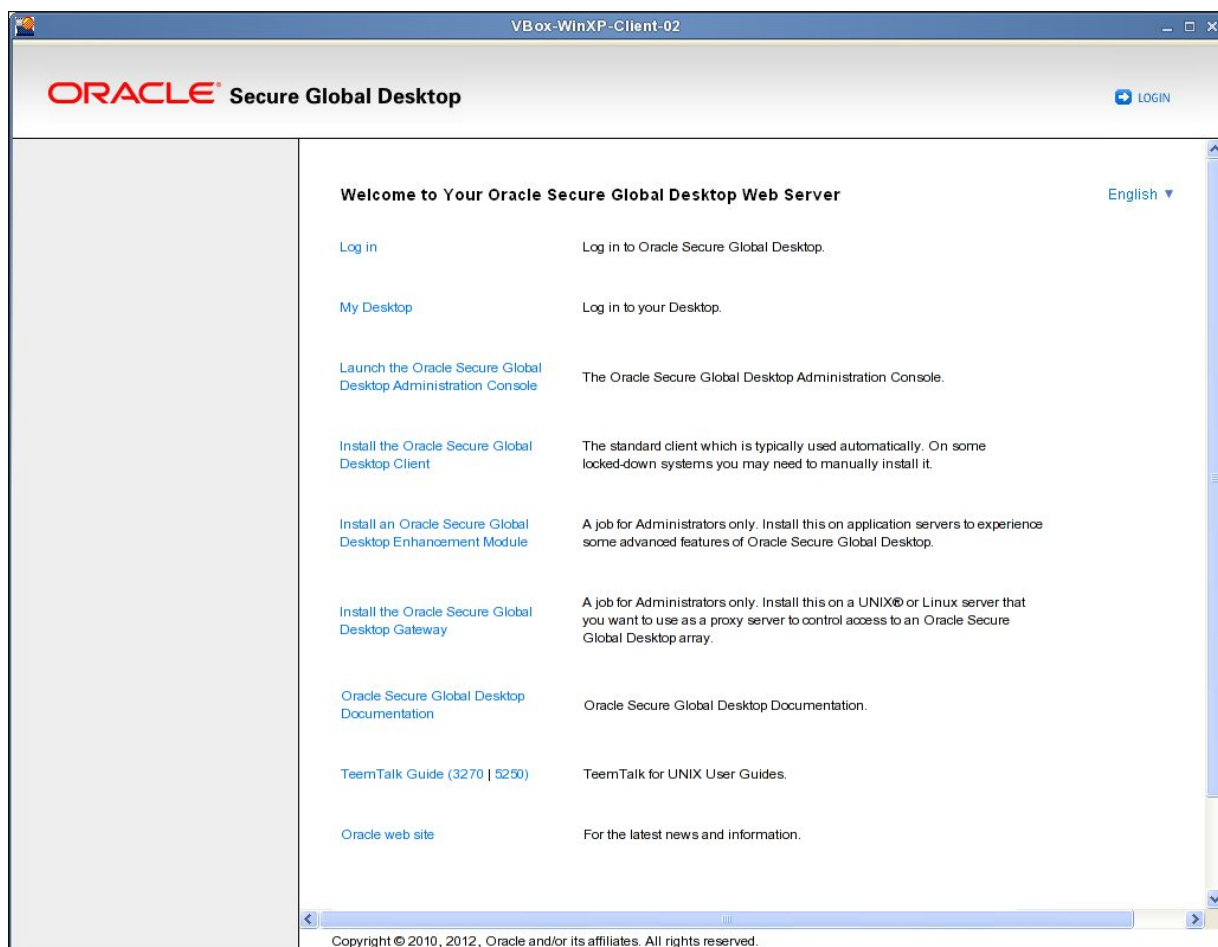 VBox-WinXP-Client-02
ORACLE® Secure Global Desktop
LOGIN
Welcome to Your Oracle Secure Global Desktop Web Server
English ▼
Log in
Log in to Oracle Secure Global Desktop.
My Desktop
Log in to your Desktop.
Launch the Oracle Secure Global
Desktop Administration Console
The Oracle Secure Global Desktop Administration Console.
Install the Oracle Secure Global
Desktop Client
The standard client which is typically used automatically. On some
locked-down systems you may need to manually install it.
Install an Oracle Secure Global
Desktop Enhancement Module
A job for Administrators only. Install this on application servers to experience
some advanced features of Oracle Secure Global Desktop.
Install the Oracle Secure Global
Desktop Gateway
A job for Administrators only. Install this on a UNIX® or Linux server that
you want to use as a proxy server to control access to an Oracle Secure
Global Desktop array.
Oracle Secure Global Desktop
Documentation
Oracle Secure Global Desktop Documentation.
TeemTalk Guide (3270 | 5250)
TeemTalk for UNIX User Guides.
Oracle web site
For the latest news and information.
Copyright © 2010, 2012, Oracle and/or its affiliates. All rights reserved.